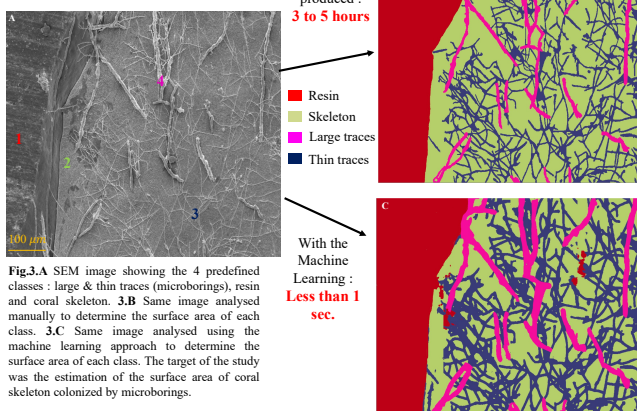 produced :
3 to 5 hours
A
4
1
2
3
100 μm
Resin
Skeleton
Large traces
Thin traces
With the
Machine
Learning :
Less than 1
sec.
C
Fig.3.A SEM image showing the 4 predefined
classes : large & thin traces (microborings), resin
and coral skeleton. 3.B Same image analysed
manually to determine the surface area of each
class. 3.C Same image analysed using the
machine learning approach to determine the
surface area of each class. The target of the study
was the estimation of the surface area of coral
skeleton colonized by microborings.